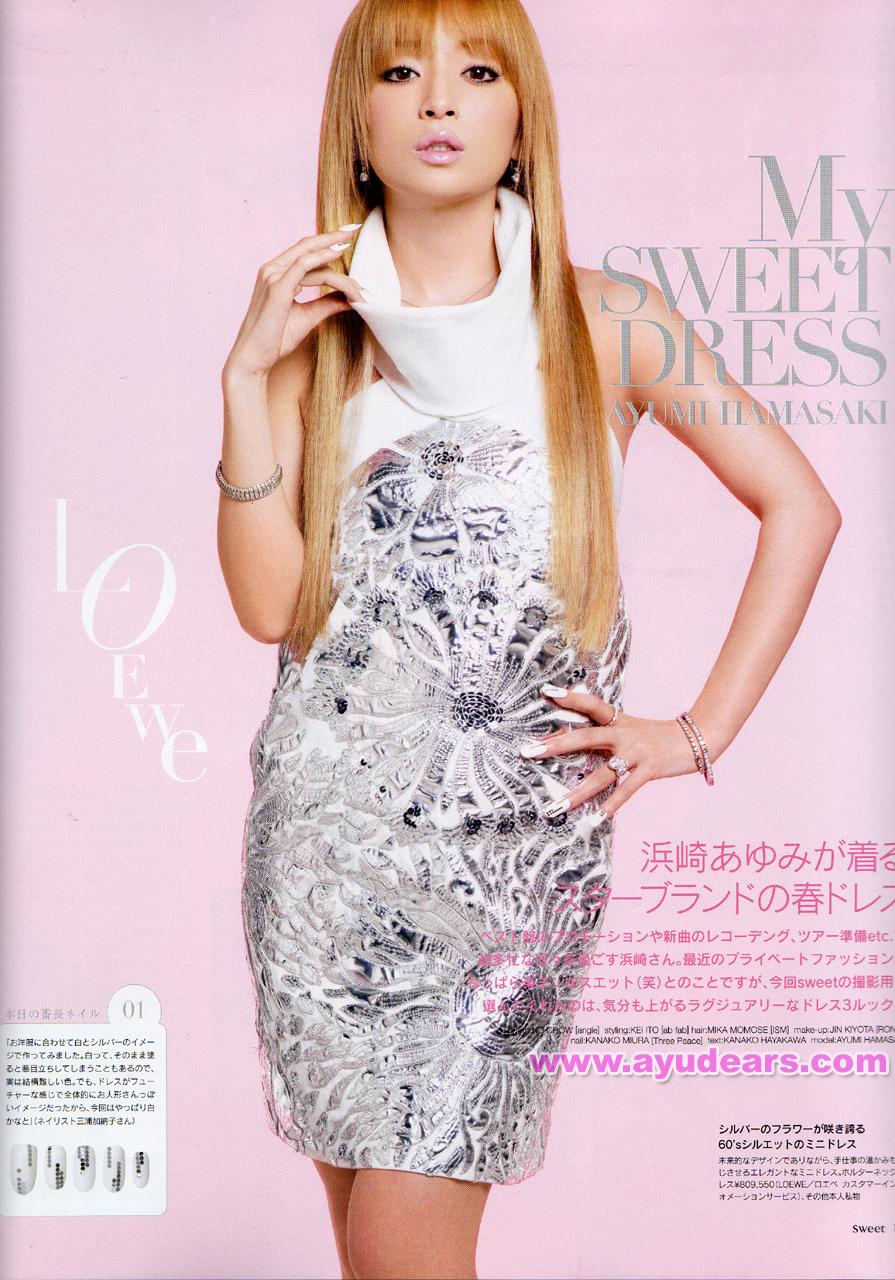 My
SWEET
DRESS
AYUMI HAMASAKI
LOEWe
浜崎あゆみが着る
ブランドの春ドレス
ーションや新曲のレコーデング、ツアー準備etc.
ごす浜崎さん。最近のプライベートファッション
スエット（笑）とのことですが、今回sweetの撮影用
は、気分も上がるラグジュアリーなドレス3ルック
[angle] styling:KEI ITO [ab fab] hair:MIKA MOMOSE [ISM] make-up:JIN KIYOTA
nail:KANAKO MIURA [Three Peace] text:KANAKO HAYAKAWA model:AYUMI
www.ayudears.com
本日の番長ネイル 01
「お洋服に合わせて白とシルバーのイメー
ジで作ってみました。白って、そのまま塗
ると悪目立ちしてしまうこともあるので、
実は結構難しい色。でも、ドレスがフュー
チャーな感じで全体的にお人形さんっぽ
いイメージだったから、今回はやっぱり白
かなと」（ネイリスト三浦加納子さん）
シルバーのフラワーが咲き誇る
60'sシルエットのミニドレス
未来的なデザインでありながら、手仕事の温かみも
じさせるエレガントなミニドレス。ホルターネック
レス¥809,550（LOEWE／ロエベ カスタマーイン
ォメーションサービス）、その他本人私物
sweet